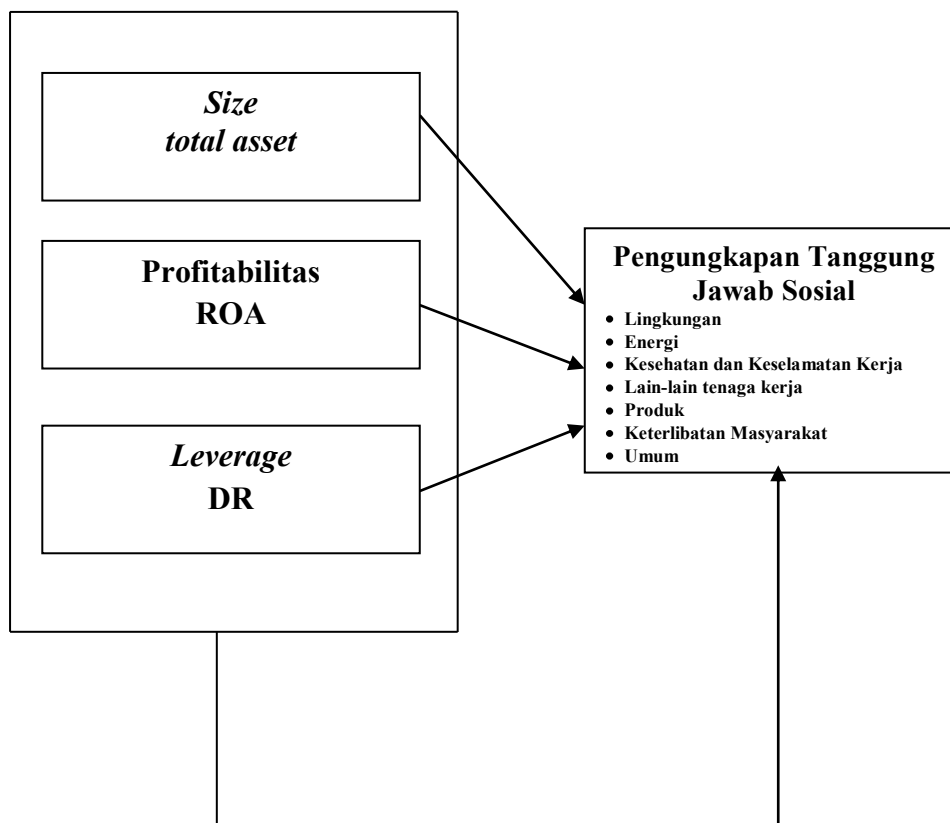 Size
total asset
Profitabilitas
ROA
Leverage
DR
Pengungkapan Tanggung
Jawab Sosial
• Lingkungan
• Energi
• Kesehatan dan Keselamatan Kerja
• Lain-lain tenaga kerja
• Produk
• Keterlibatan Masyarakat
• Umum